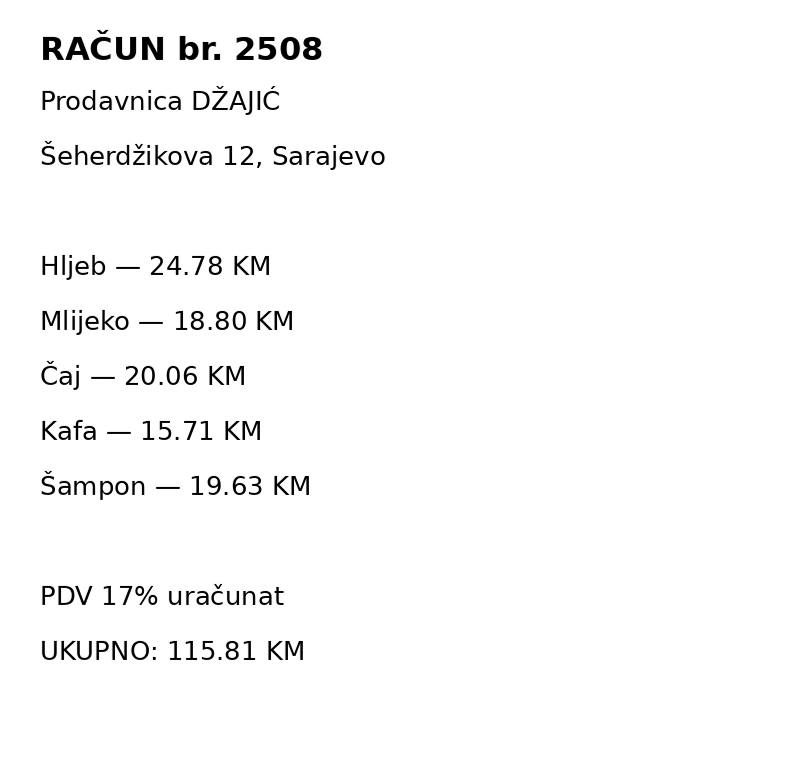 RAČUN br. 2508
Prodavnica DŽAJIĆ
Šeherdžikova 12, Sarajevo
Hljeb — 24.78 KM
Mlijeko — 18.80 KM
Čaj — 20.06 KM
Kafa — 15.71 KM
Šampon — 19.63 KM
PDV 17% uračunat
UKUPNO: 115.81 KM